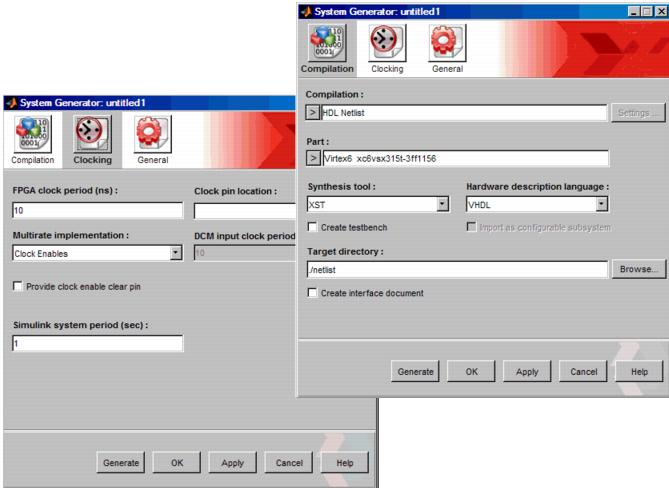 System Generator: untitled1
Compilation
Clocking
General
Compilation :
> HDL Netlist
Settings ...
Part :
> Virtex6 xc6vsx315t-3ff1156
Synthesis tool :
Hardware description language :
XST
VHDL
Create testbench
Import as configurable subsystem
Target directory :
./netlist
Browse...
Create interface document
Generate
OK
Apply
Cancel
Help
System Generator: untitled1
Compilation
Clocking
General
FPGA clock period (ns) :
Clock pin location :
10
Multirate implementation :
DCM input clock period
Clock Enables
10
Provide clock enable clear pin
Simulink system period (sec) :
1
Generate
OK
Apply
Cancel
Help